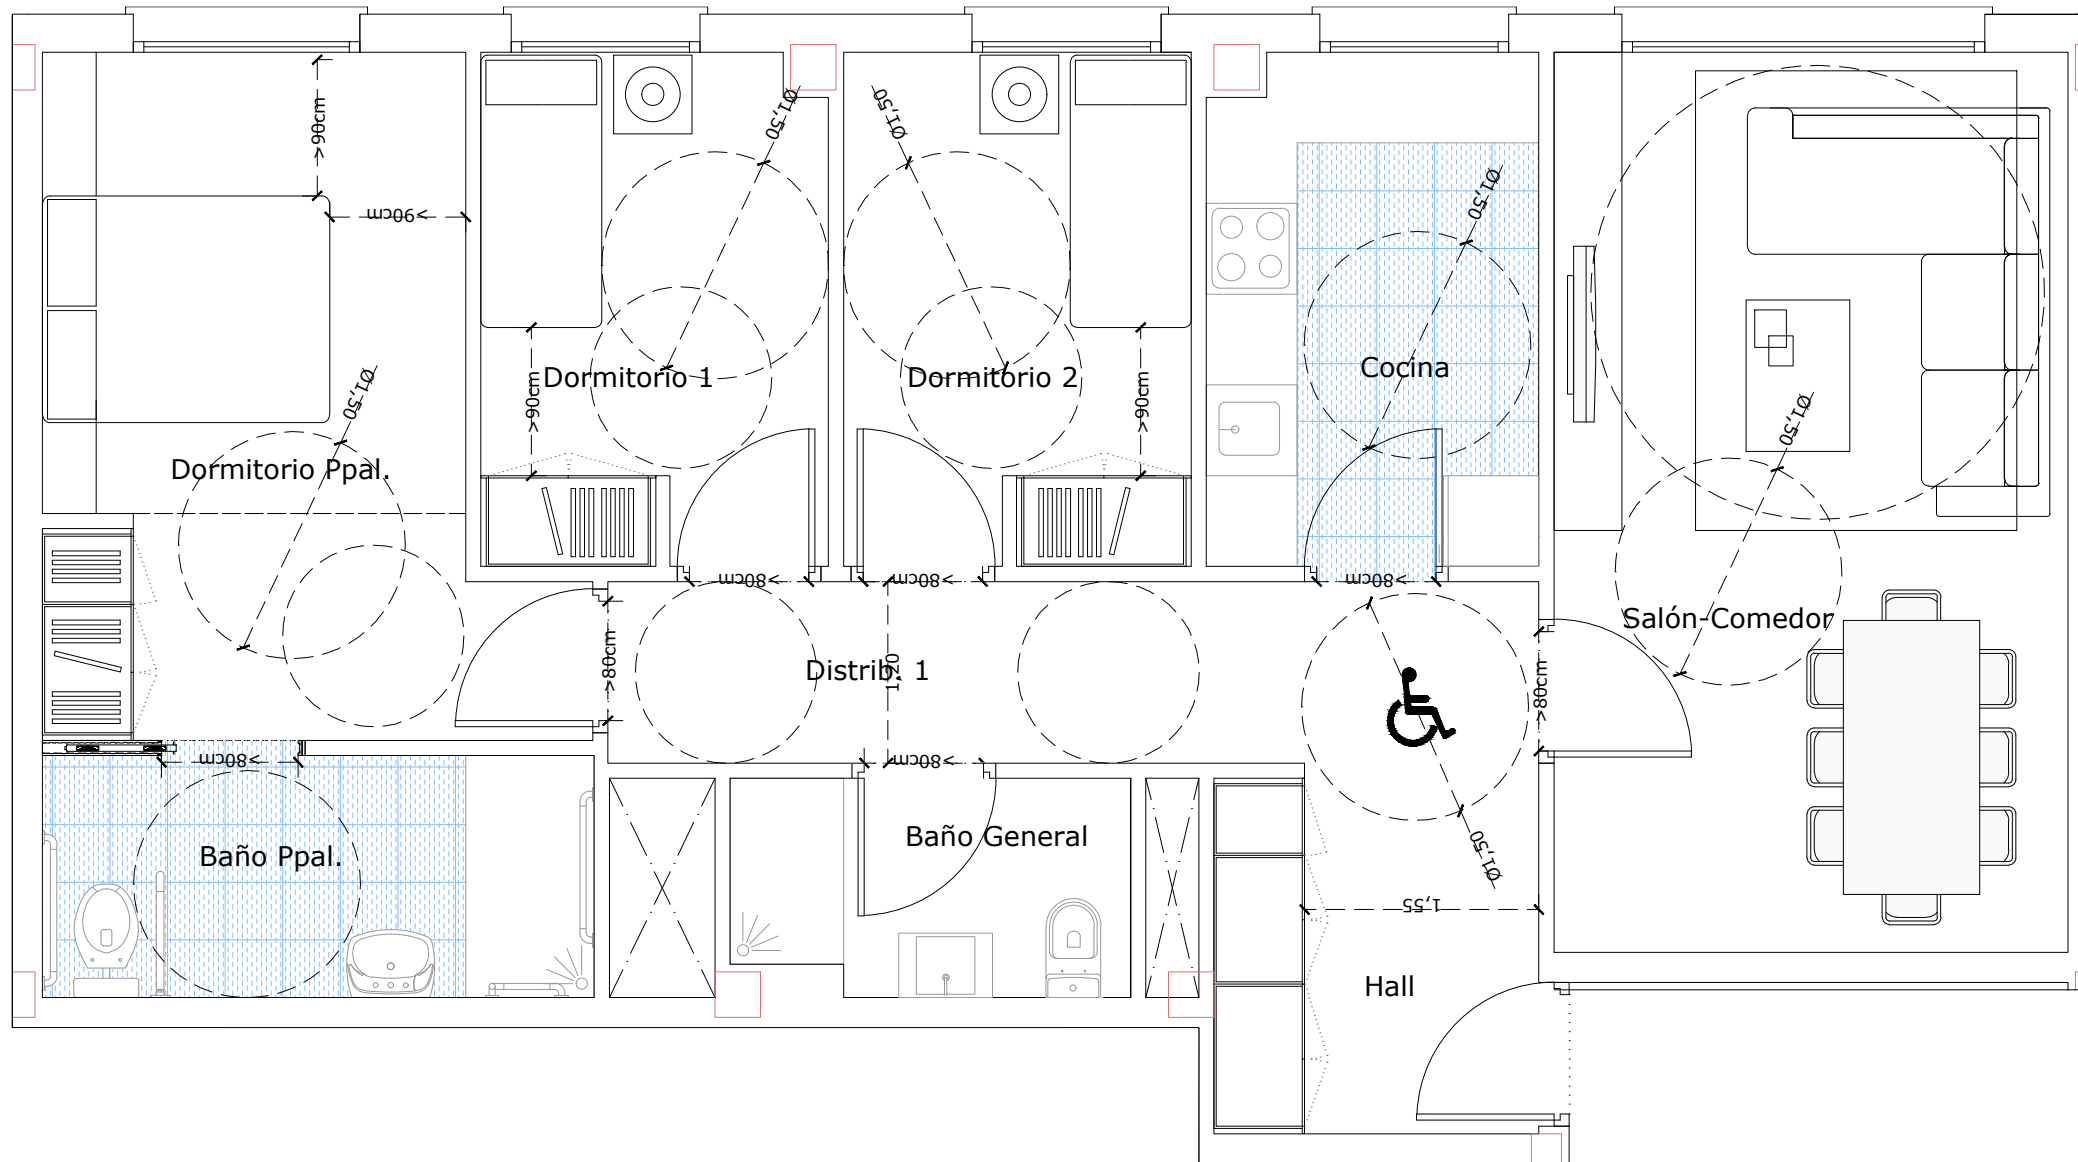 >90cm
Ø1,50
Ø1,50
Ø1,50
>90cm
Ø1,50
>90cm
Dormitorio 1
Dormitorio 2
>90cm
Cocina
Ø1,50
Dormitorio Ppal.
>80cm
>80cm
>80cm
Salón-Comedor
>80cm
Distrib. 1
1,20
>80cm
>80cm
>80cm
Baño Ppal.
Baño General
Ø1,50
1,55
Hall